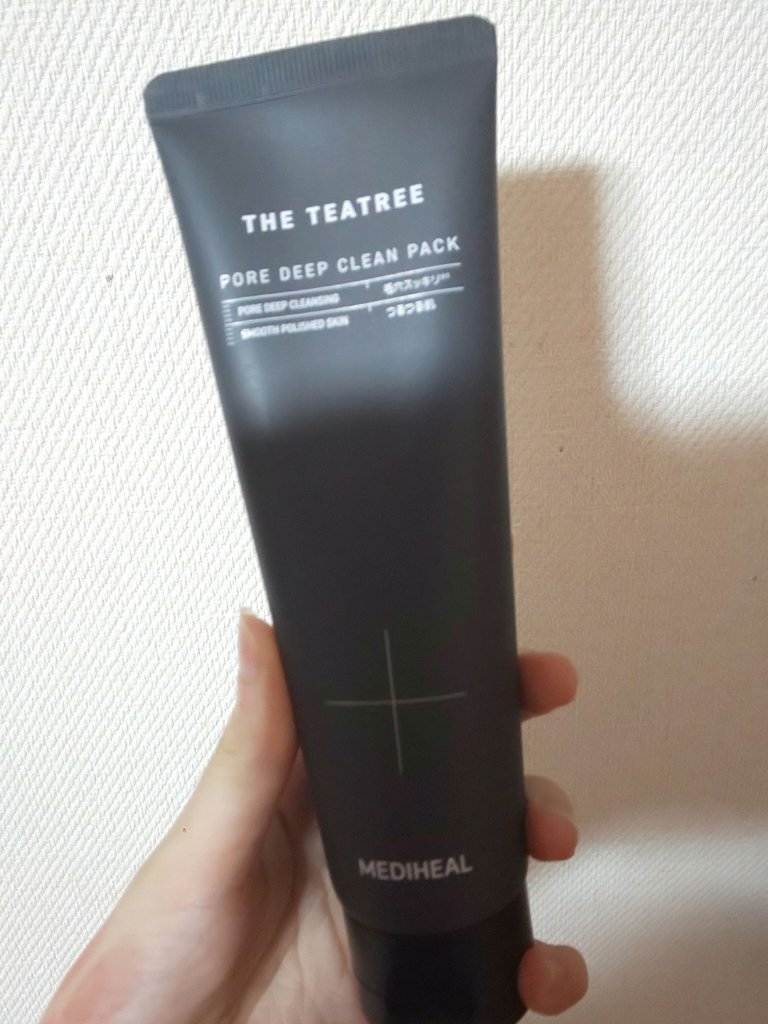 THE TEATREE
PORE DEEP CLEAN PACK
PORE DEEP CLEANSING 毛穴スッキリ
SMOOTH POLISHED SKIN つるつる肌
MEDIHEAL